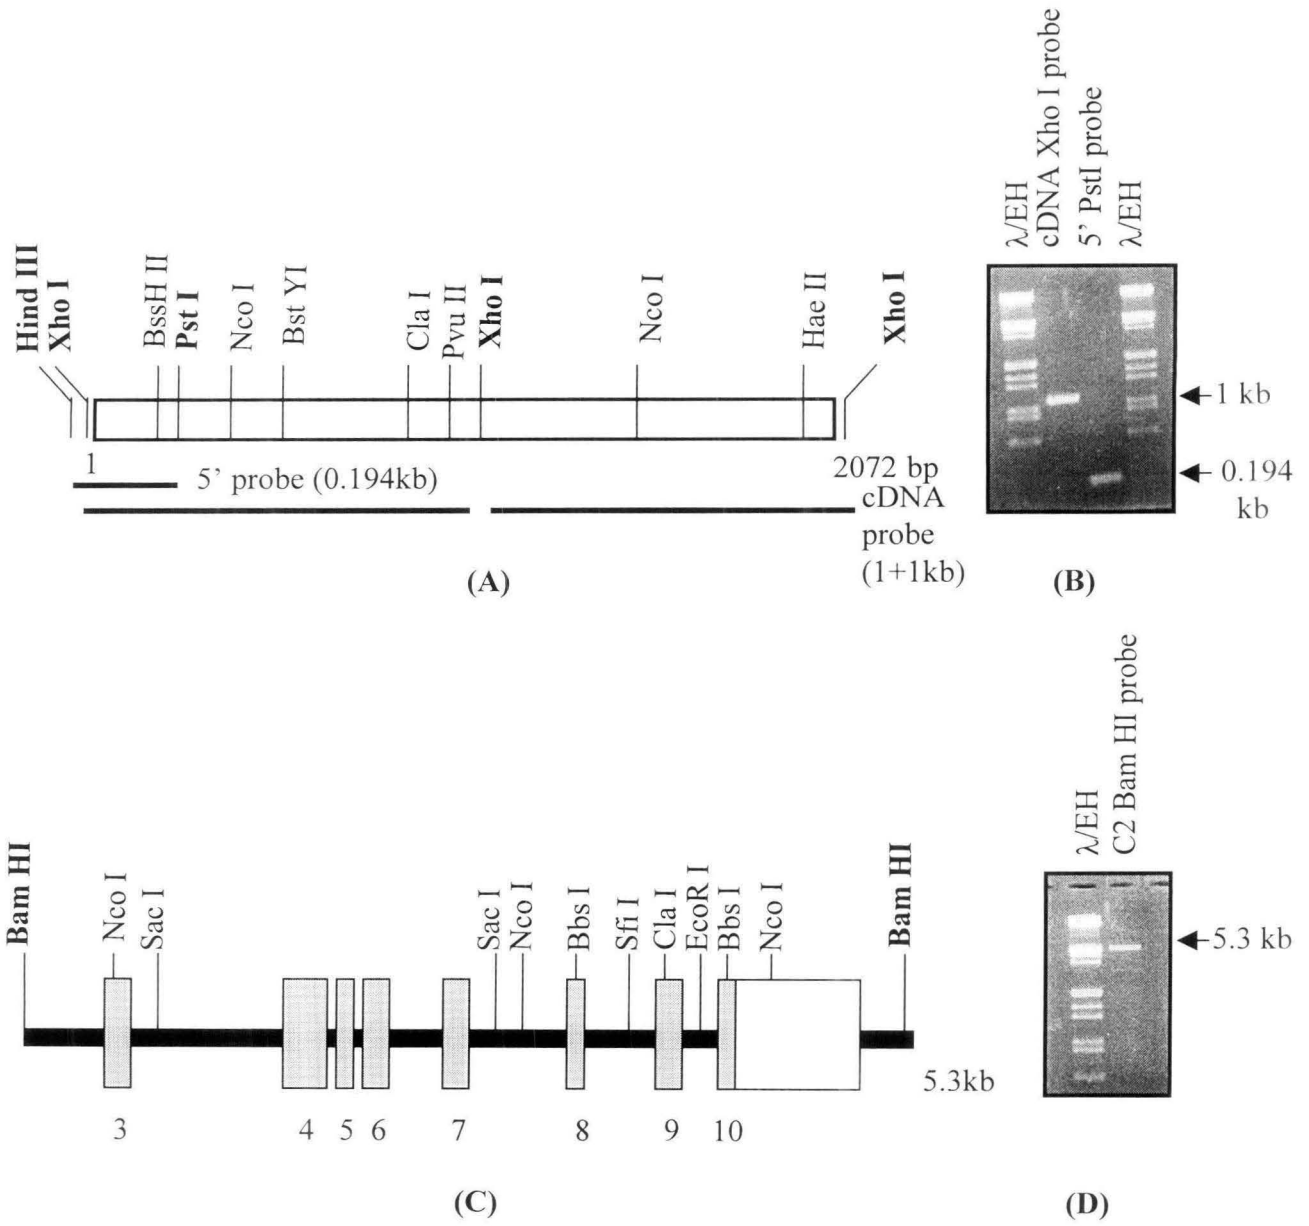 Hind III
Xho I
BssH II
Pst I
Nco I
Bst YI
Cla I
Pvu II
Xho I
Nco I
Hae II
Xho I
1
2072 bp
5' probe (0.194kb)
cDNA
probe
(1+1kb)
(A)
λ/EH
cDNA Xho I probe
5' PstI probe
λ/EH
1 kb
0.194
kb
(B)
Bam HI
Nco I
Sac I
Sac I
Nco I
Bbs I
Sfi I
Cla I
EcoR I
Bbs I
Nco I
Bam HI
5.3kb
3
4
5
6
7
8
9
10
(C)
λ/EH
C2 Bam HI probe
5.3 kb
(D)